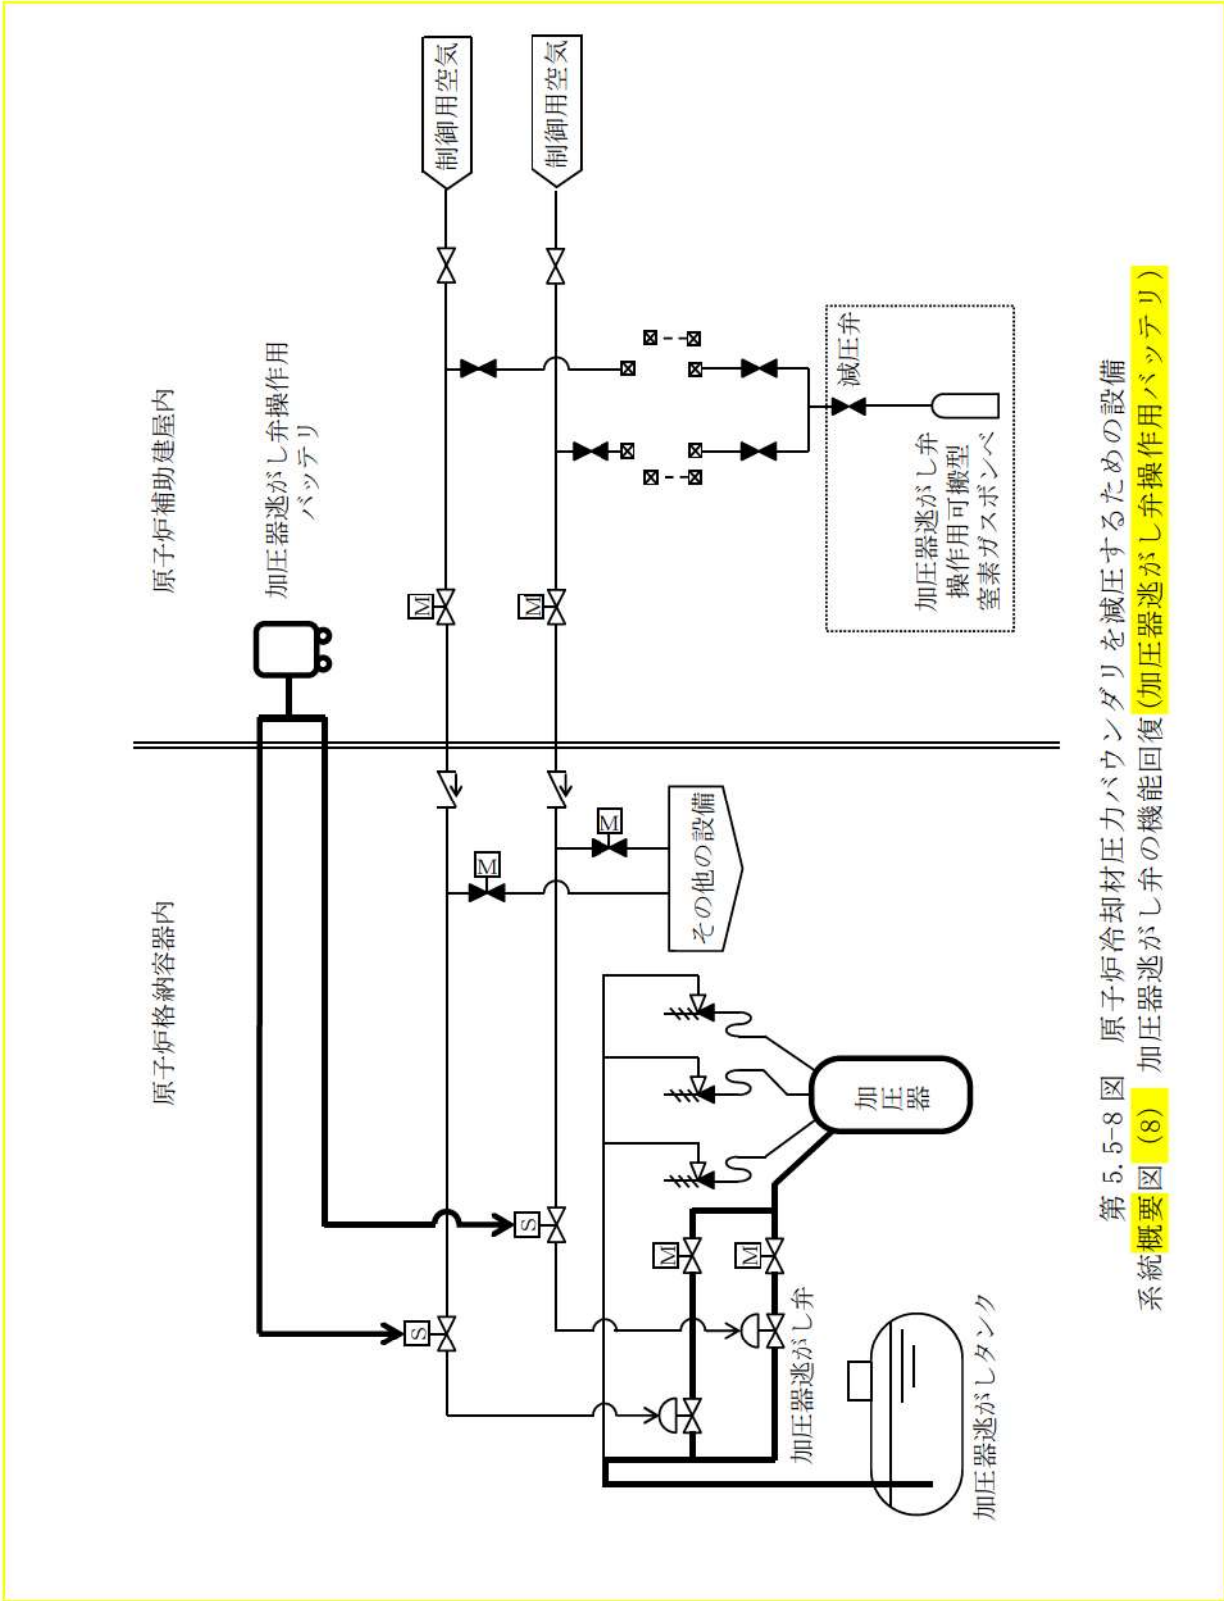 原子炉格納容器内
原子炉補助建屋内
加圧器逃がし弁操作用
バッテリ
制御用空気
制御用空気
S
S
M
M
M
M
M
M
その他の設備
減圧弁
加圧器逃がし弁
操作用可搬型
窒素ガスボンベ
加圧器
加圧器逃がし弁
加圧器逃がしタンク
第 5.5-8 図 原子炉冷却材圧力バウンダリを減圧するための設備
系統概要図 (8) 加圧器逃がし弁の機能回復(加圧器逃がし弁操作用バッテリ)